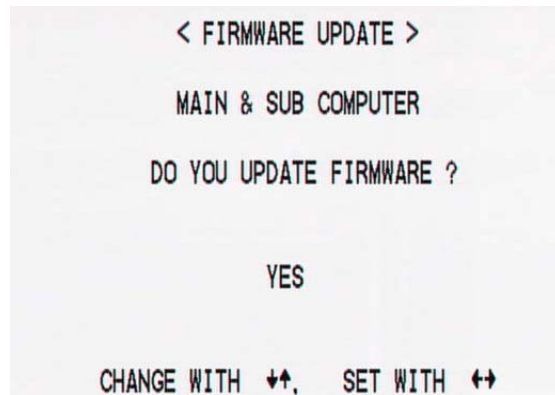 < FIRMWARE UPDATE >
MAIN & SUB COMPUTER
DO YOU UPDATE FIRMWARE ?
YES
CHANGE WITH ↓↑, SET WITH ←→